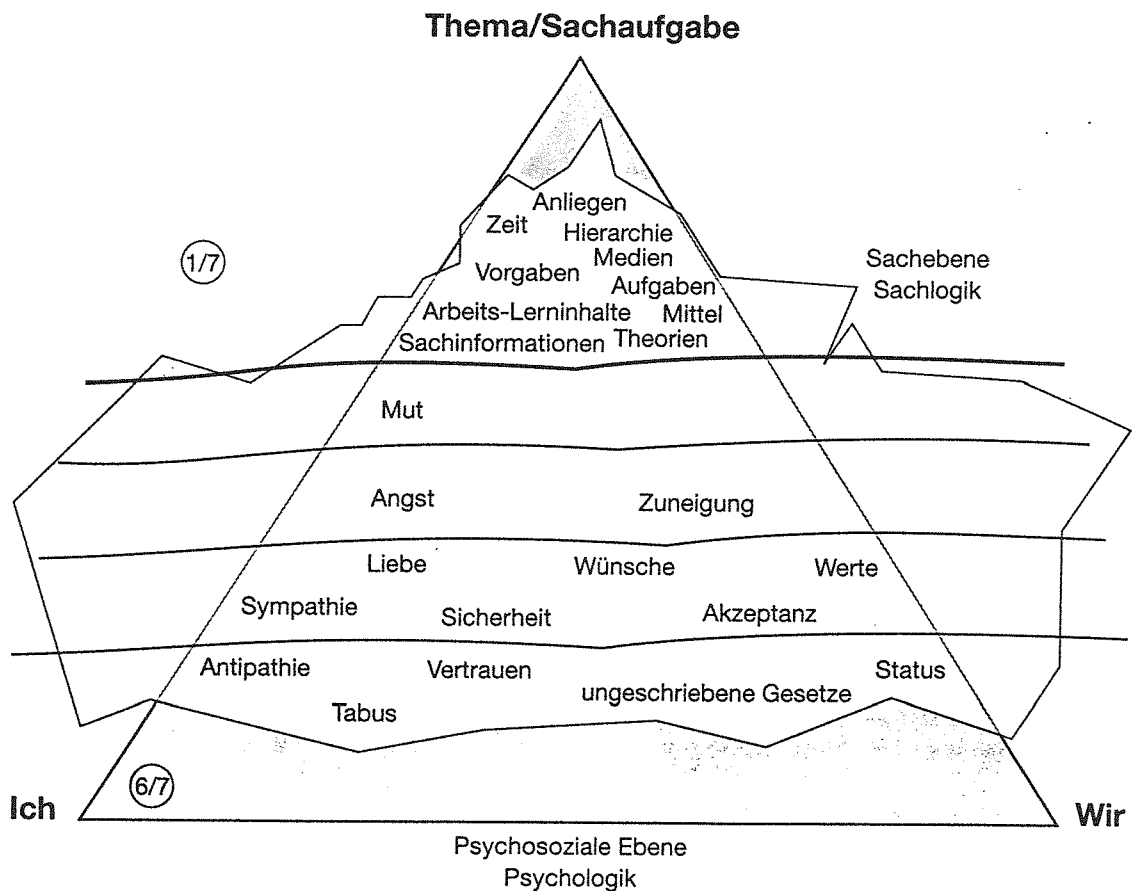 Thema/Sachaufgabe
Anliegen
Zeit
Hierarchie
Medien
1/7
Vorgaben
Aufgaben
Sachebene
Sachlogik
Arbeits-Lerninhalte
Mittel
Sachinformationen
Theorien
Mut
Angst
Zuneigung
Liebe
Wünsche
Werte
Sympathie
Sicherheit
Akzeptanz
Antipathie
Vertrauen
Status
ungeschriebene Gesetze
Tabus
6/7
Ich
Wir
Psychosoziale Ebene
Psychologik